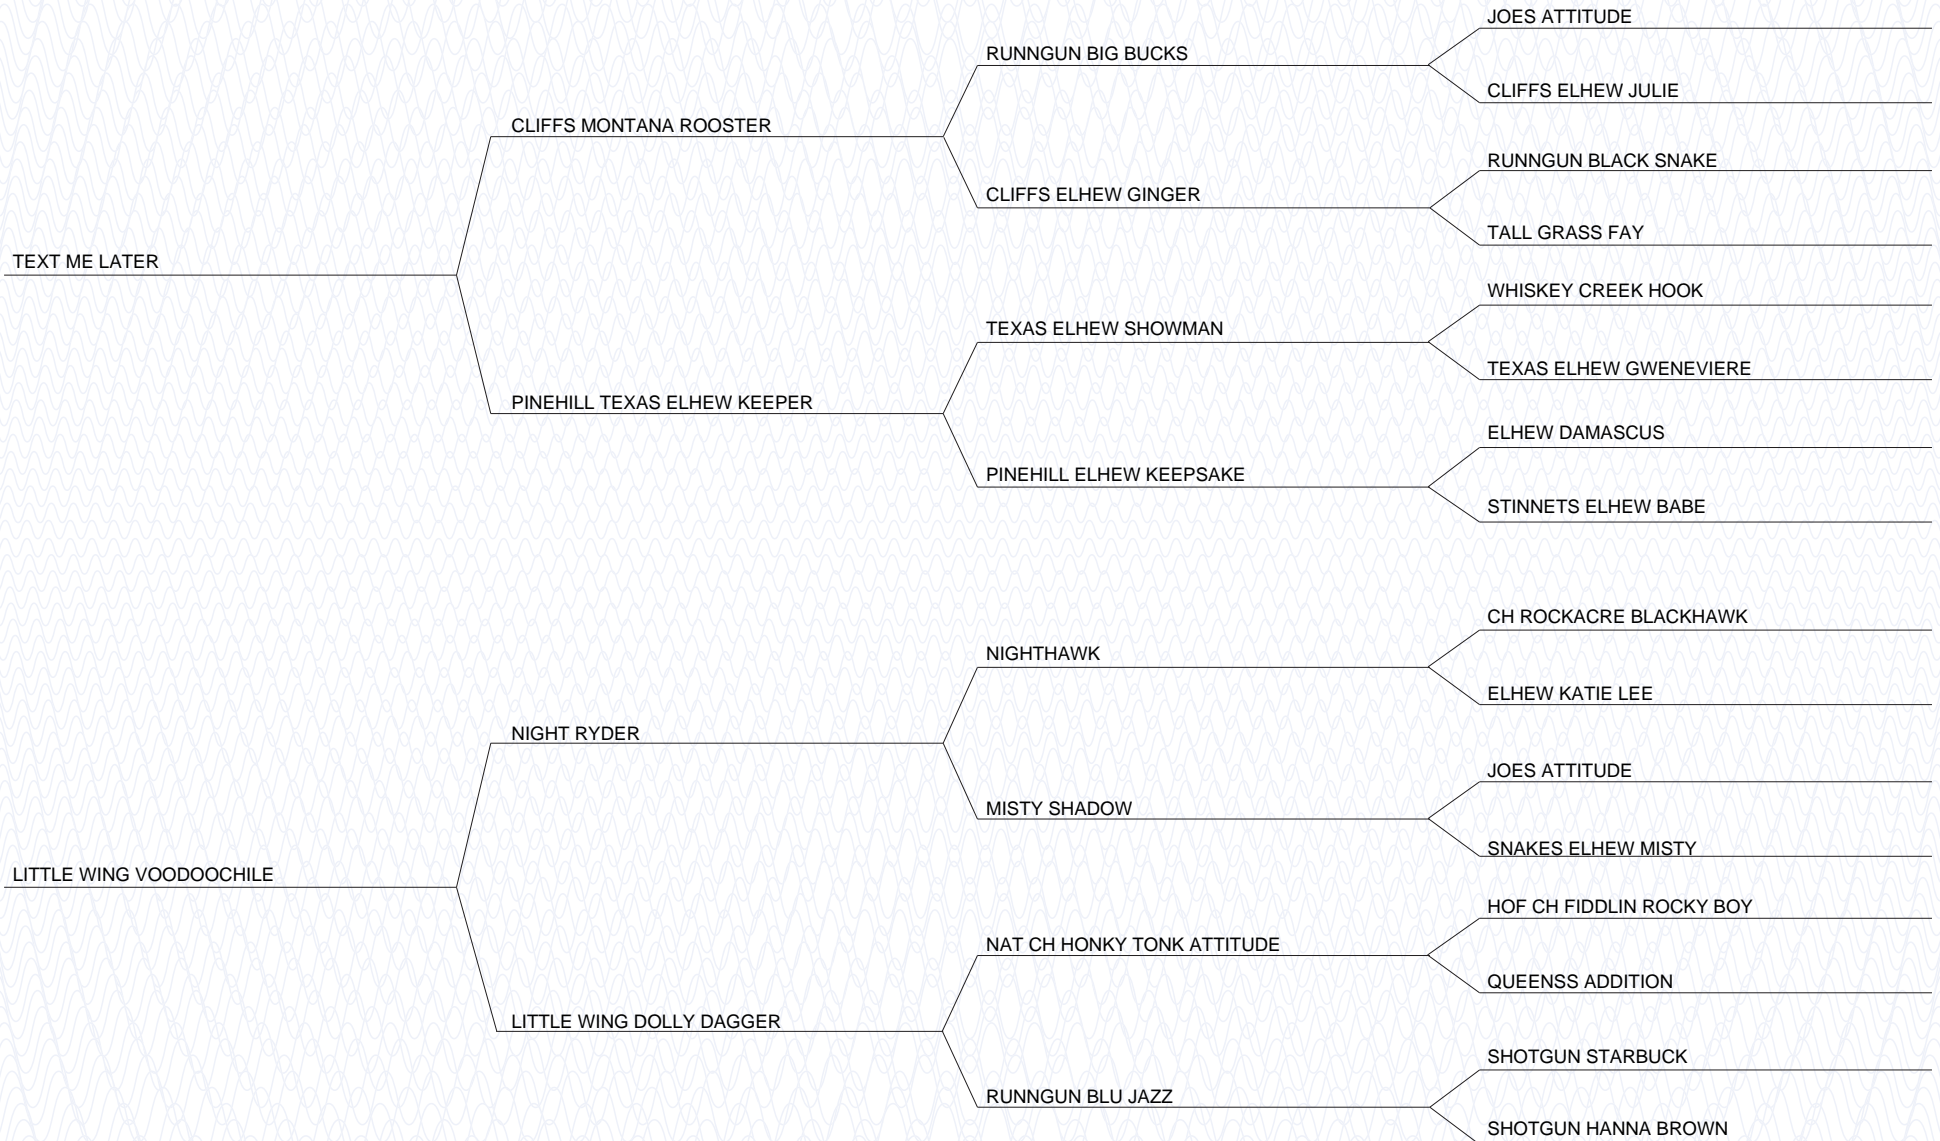 JOES ATTITUDE
RUNNGUN BIG BUCKS
CLIFFS ELHEW JULIE
CLIFFS MONTANA ROOSTER
RUNNGUN BLACK SNAKE
CLIFFS ELHEW GINGER
TALL GRASS FAY
TEXT ME LATER
WHISKEY CREEK HOOK
TEXAS ELHEW SHOWMAN
TEXAS ELHEW GWENEVIERE
PINEHILL TEXAS ELHEW KEEPER
ELHEW DAMASCUS
PINEHILL ELHEW KEEPSAKE
STINNETS ELHEW BABE
CH ROCKACRE BLACKHAWK
NIGHTHAWK
ELHEW KATIE LEE
NIGHT RYDER
JOES ATTITUDE
MISTY SHADOW
SNAKES ELHEW MISTY
LITTLE WING VOODOOCHILE
HOF CH FIDDLIN ROCKY BOY
NAT CH HONKY TONK ATTITUDE
QUEENSS ADDITION
LITTLE WING DOLLY DAGGER
SHOTGUN STARBUCK
RUNNGUN BLU JAZZ
SHOTGUN HANNA BROWN